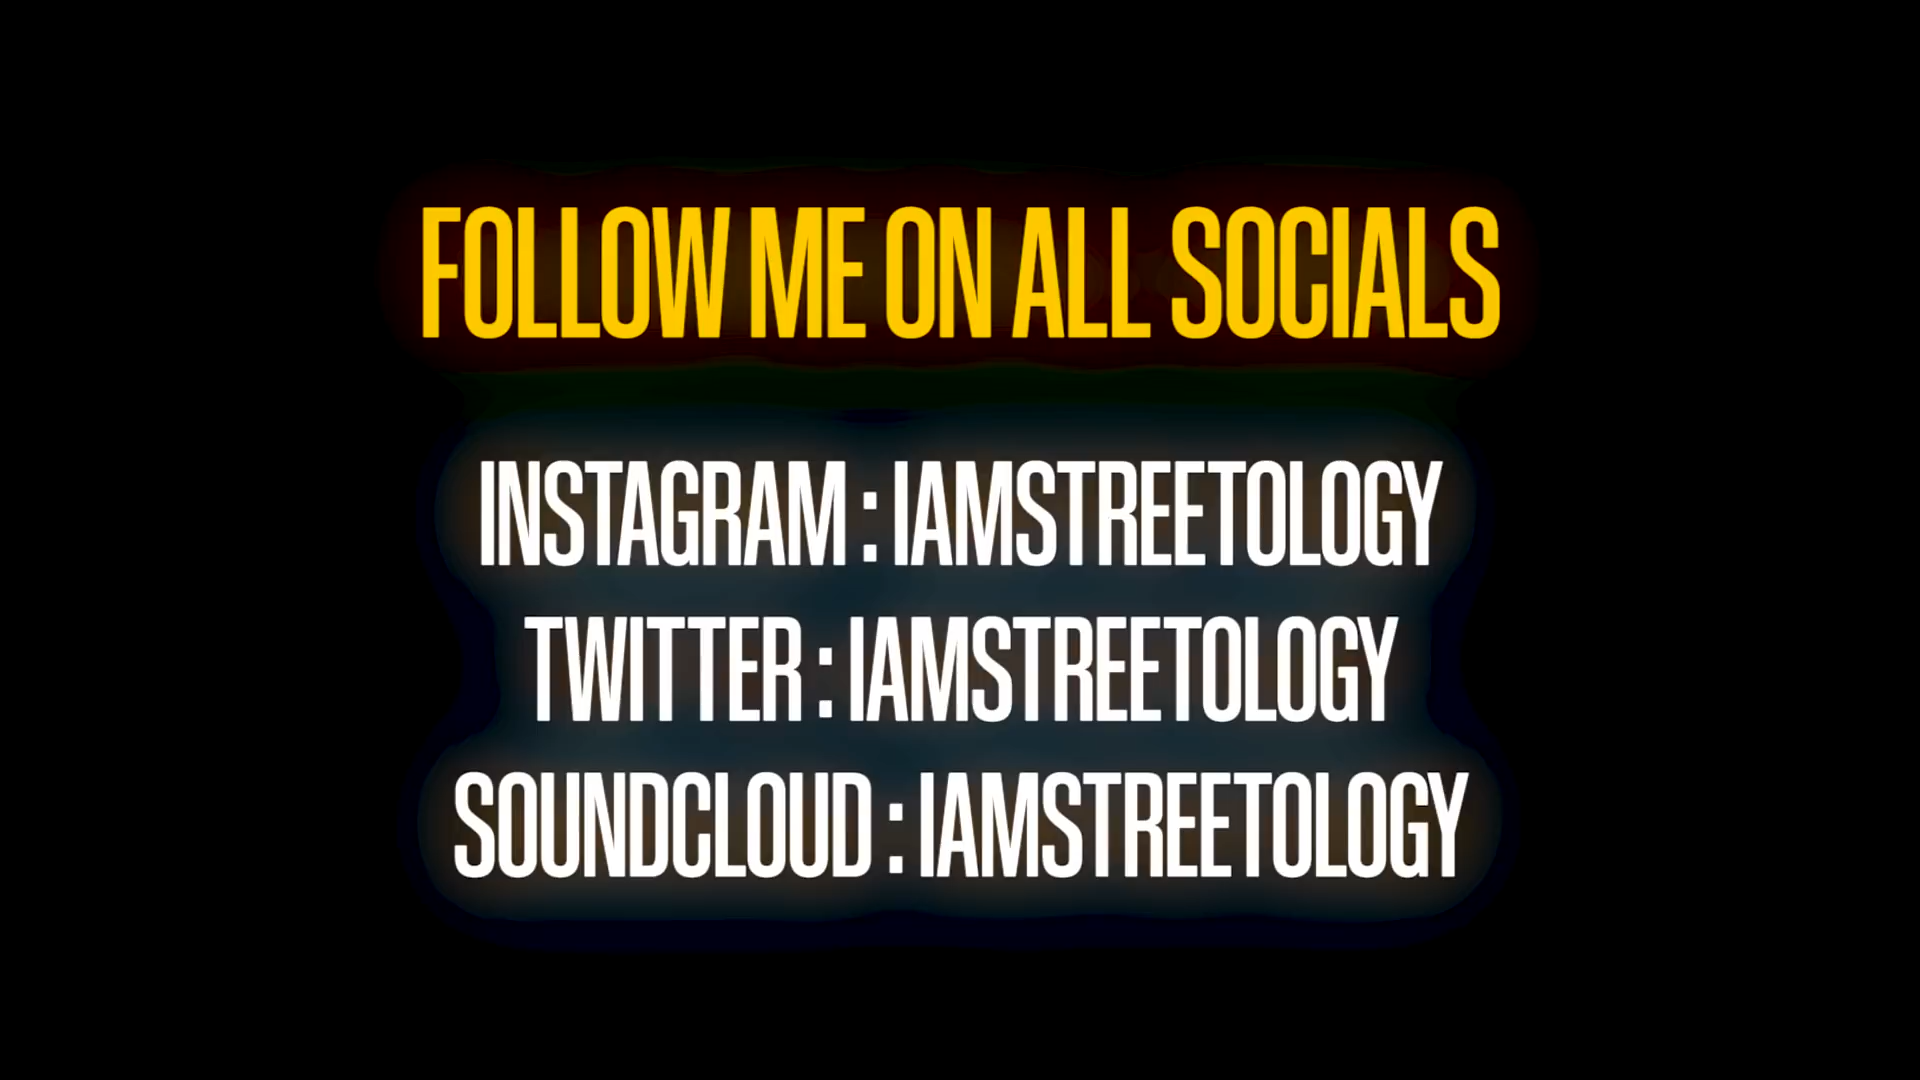 FOLLOW ME ON ALL SOCIALS
INSTAGRAM : IAMSTREETOLOGY
TWITTER : IAMSTREETOLOGY
SOUNDCLOUD : IAMSTREETOLOGY